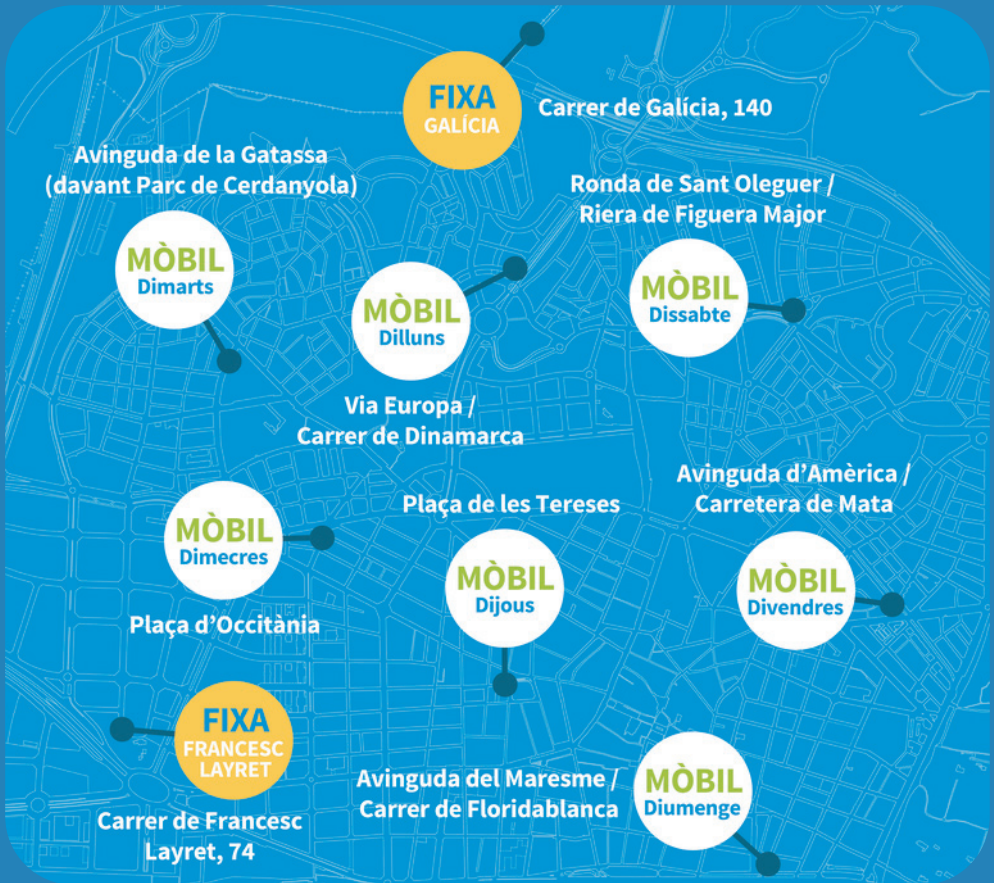 FIXA
GALÍCIA
Carrer de Galícia, 140
Avinguda de la Gatassa
(davant Parc de Cerdanyola)
MÒBIL
Dimarts
MÒBIL
Dilluns
Via Europa /
Carrer de Dinamarca
Ronda de Sant Oleguer /
Riera de Figuera Major
MÒBIL
Dissabte
MÒBIL
Dimecres
Plaça d’Occitània
Plaça de les Tereses
MÒBIL
Dijous
Avinguda d’Amèrica /
Carretera de Mata
MÒBIL
Divendres
FIXA
FRANCESC
LAYRET
Carrer de Francesc
Layret, 74
Avinguda del Maresme /
Carrer de Floridablanca
MÒBIL
Diumenge